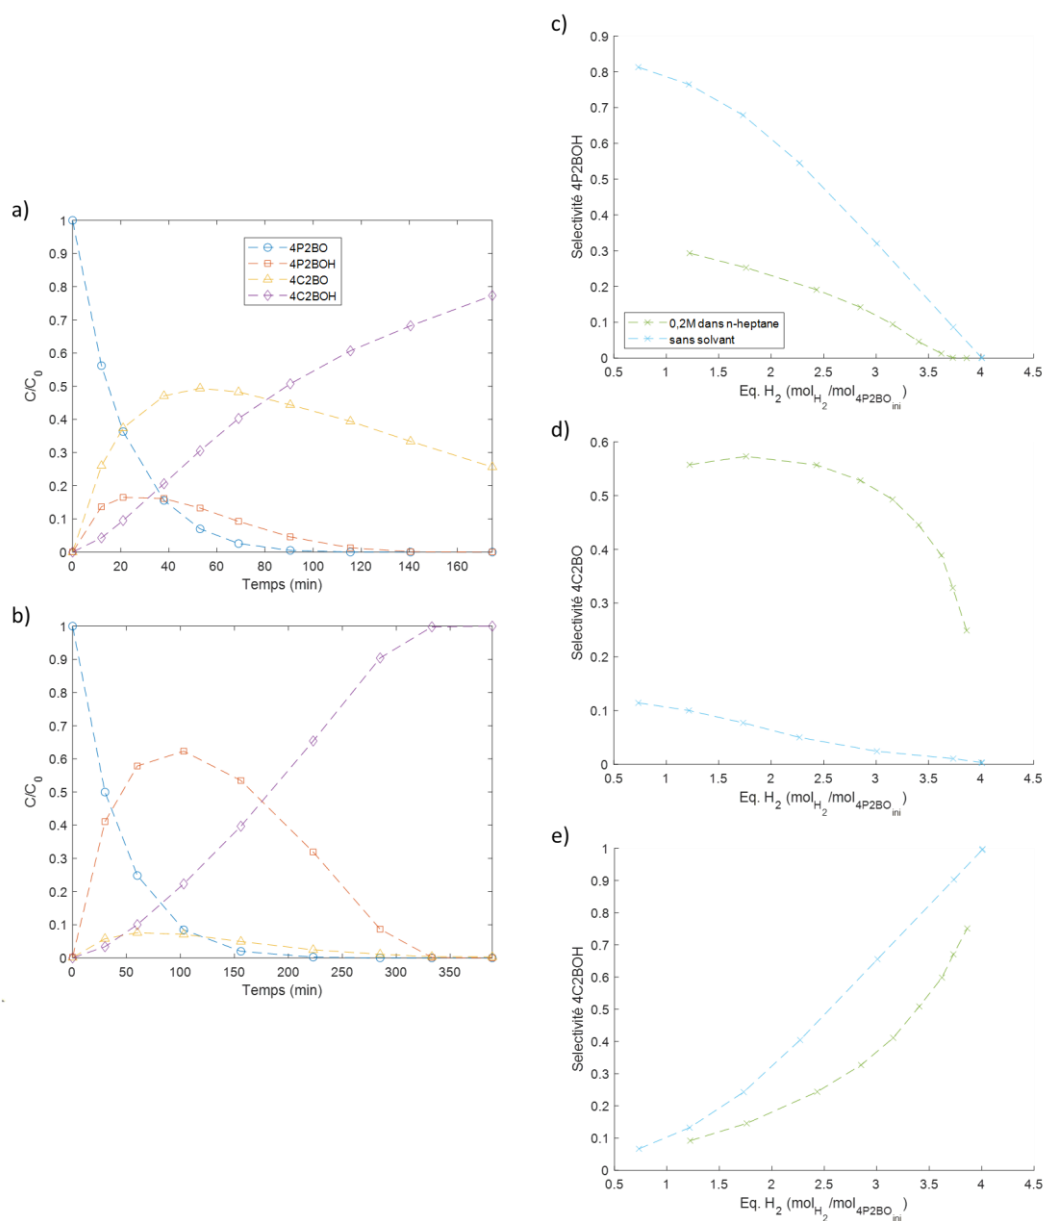 a)
1
0.9
0.8
0.7
0.6
0.5
0.4
0.3
0.2
0.1
0
C/C0
4P2BO
4P2BOH
4C2BO
4C2BOH
0 20 40 60 80 100 120 140 160
Temps (min)
b)
1
0.9
0.8
0.7
0.6
0.5
0.4
0.3
0.2
0.1
0
C/C0
0 50 100 150 200 250 300 350
Temps (min)
c)
0.9
0.8
0.7
0.6
0.5
0.4
0.3
0.2
0.1
0
Selectivité 4P2BOH
0,2M dans n-heptane
sans solvant
0.5 1 1.5 2 2.5 3 3.5 4 4.5
Eq. H2 (molH2/mol4P2BOini)
d)
0.6
0.5
0.4
0.3
0.2
0.1
0
Selectivité 4C2BO
0.5 1 1.5 2 2.5 3 3.5 4 4.5
Eq. H2 (molH2/mol4P2BOini)
e)
1
0.9
0.8
0.7
0.6
0.5
0.4
0.3
0.2
0.1
0
Selectivité 4C2BOH
0.5 1 1.5 2 2.5 3 3.5 4 4.5
Eq. H2 (molH2/mol4P2BOini)